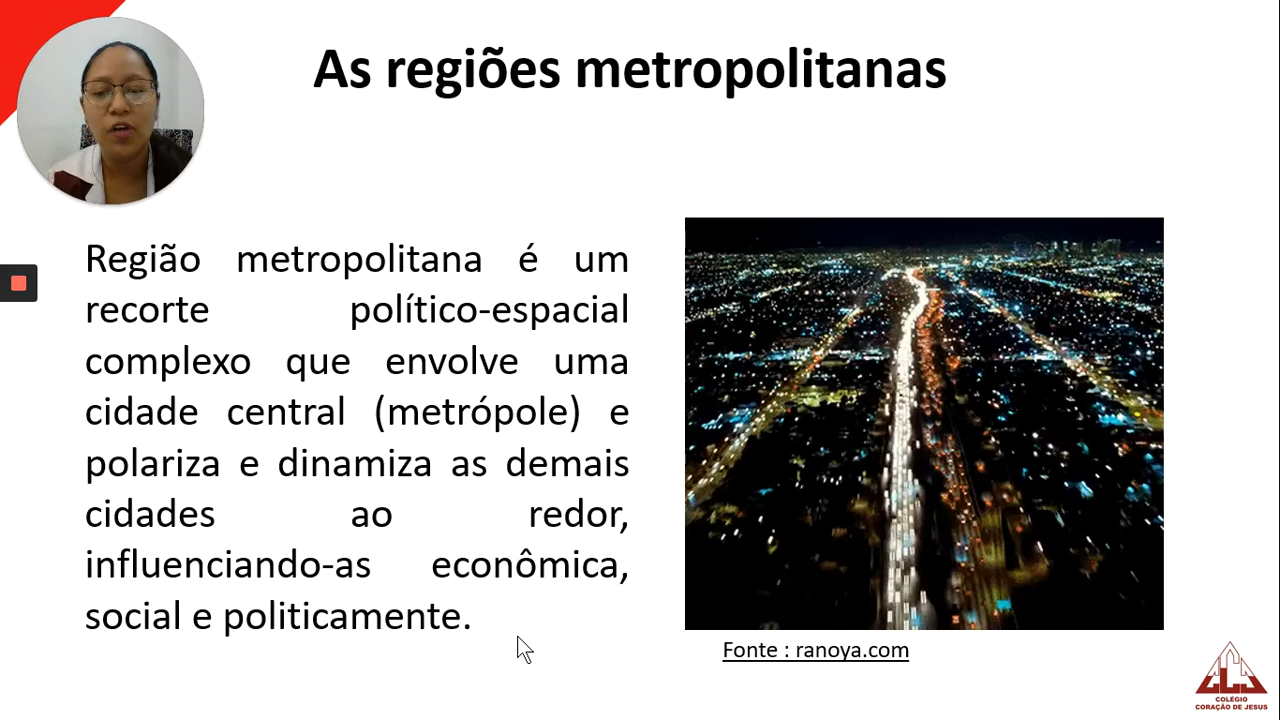 As regiões metropolitanas
Região metropolitana é um
recorte político-espacial
complexo que envolve uma
cidade central (metrópole) e
polariza e dinamiza as demais
cidades ao redor,
influenciando-as econômica,
social e politicamente.
Fonte : ranoya.com
COLÉGIO
CORAÇÃO DE JESUS